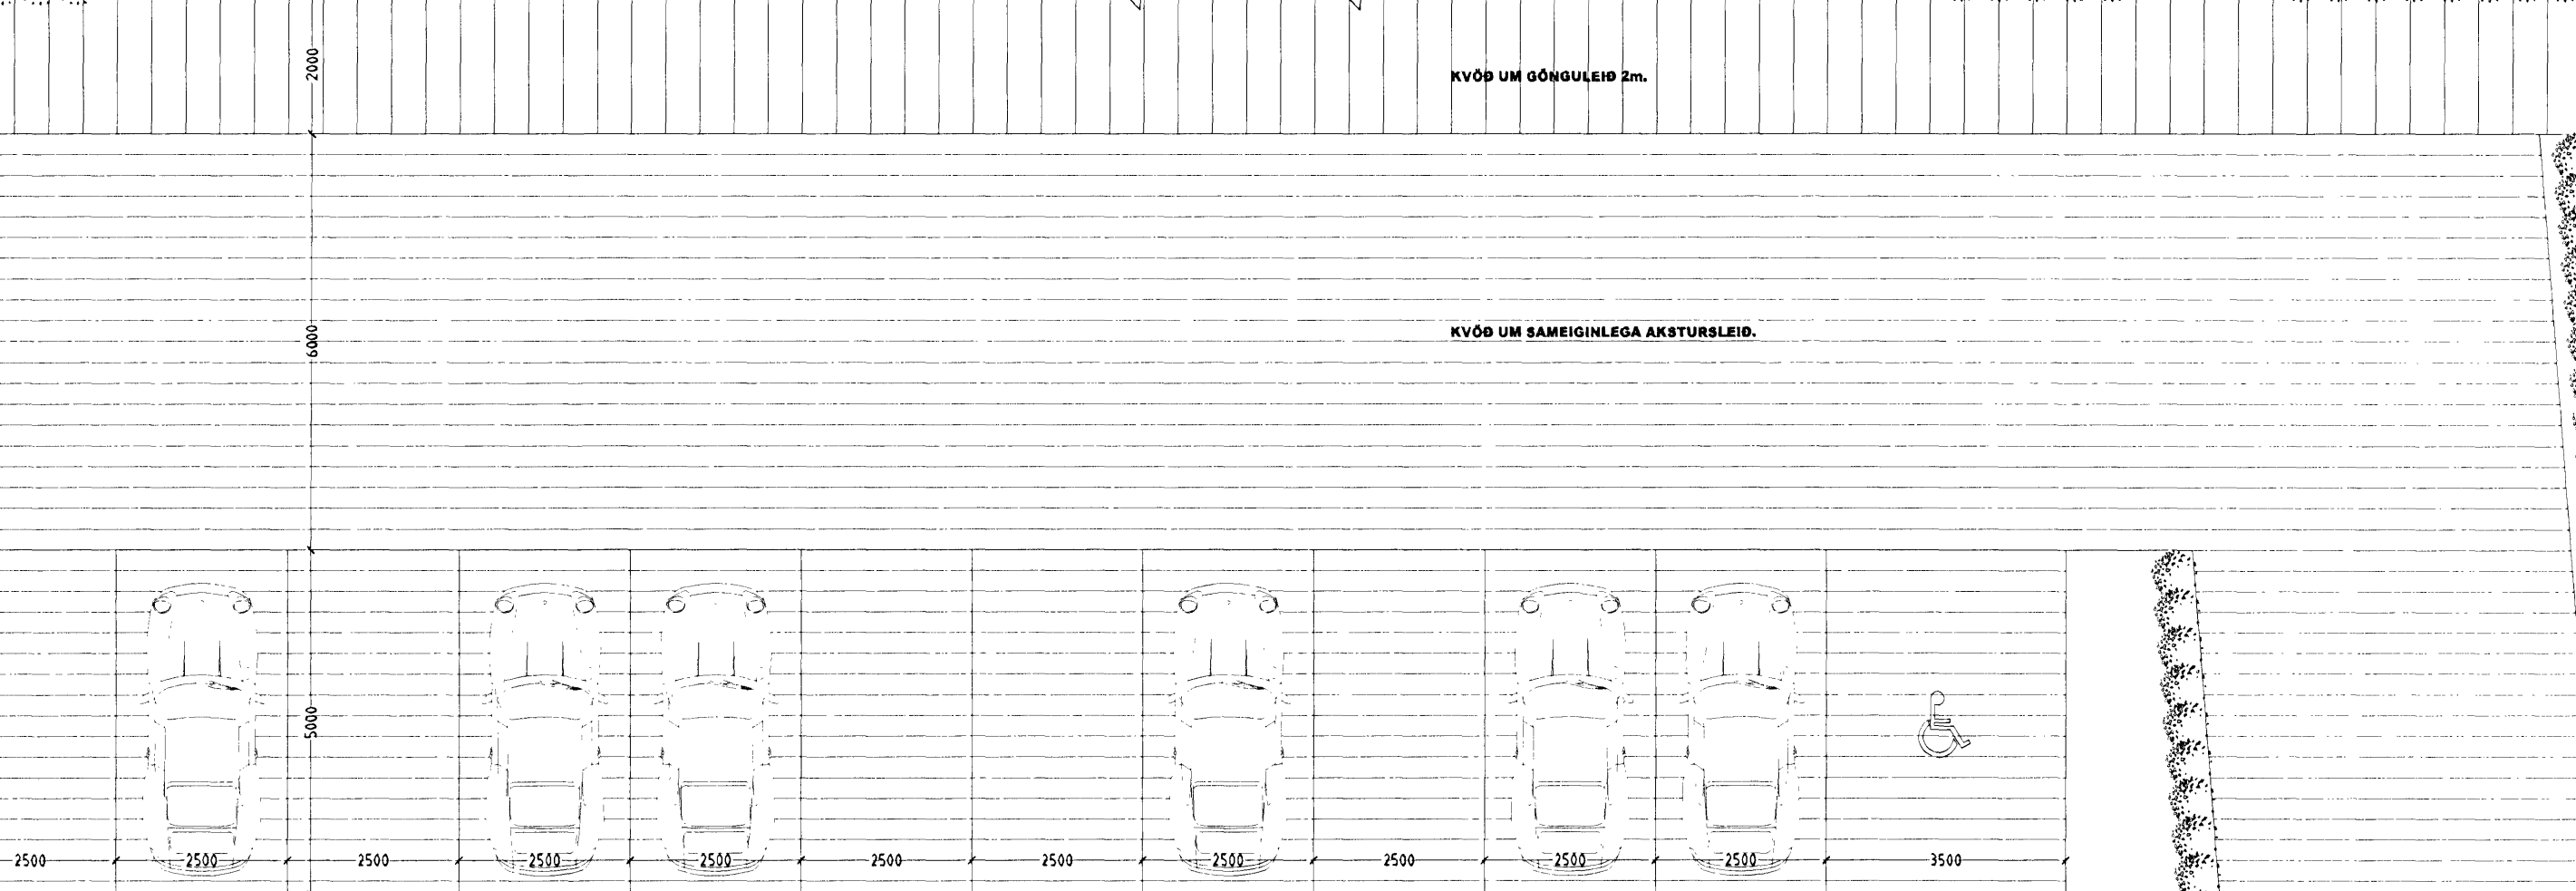 2000
KVÖÐ UM GÖNGULEIÐ 2m.
6000
KVÖÐ UM SAMEIGINLEGA AKSTURSLEIÐ.
5000
2500 2500 2500 2500 2500 2500 2500 2500 2500 2500 2500 3500